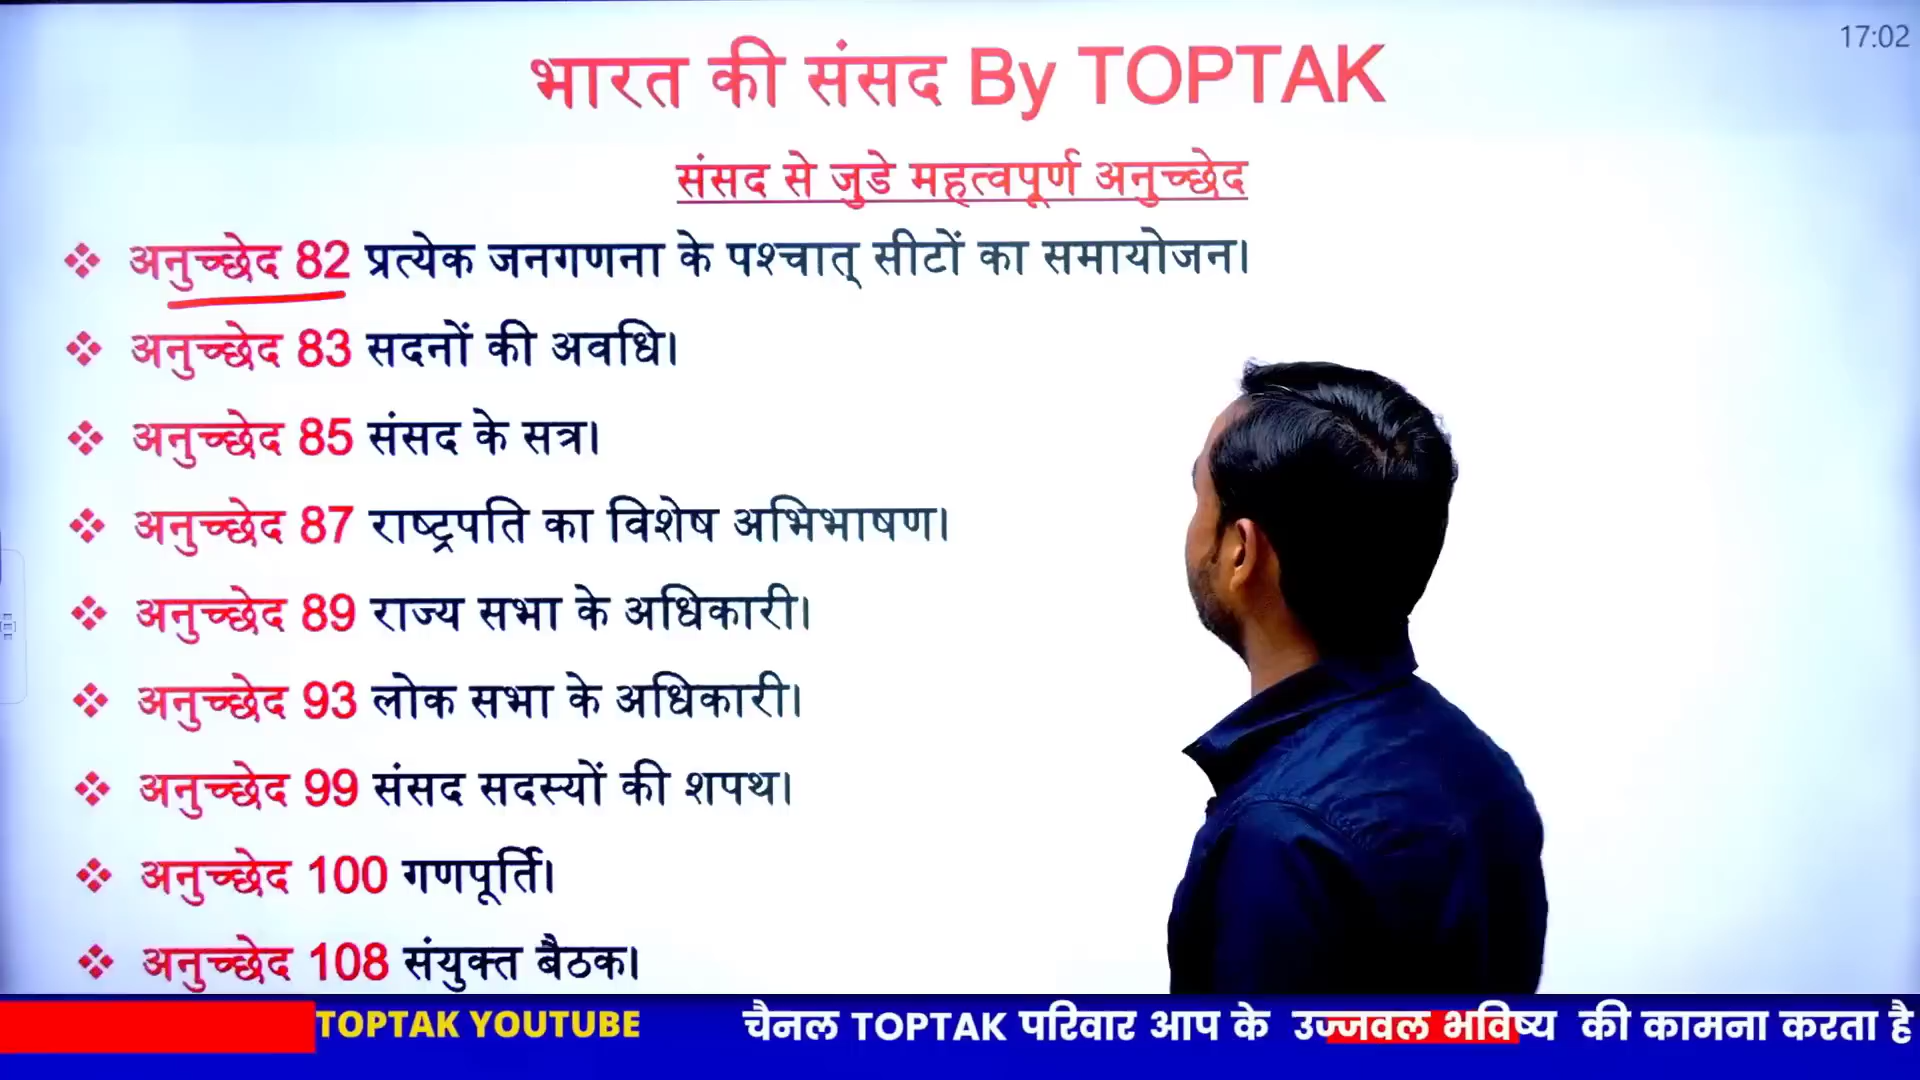 17:02
भारत की संसद By TOPTAK
संसद से जुडे महत्वपूर्ण अनुच्छेद
❖ अनुच्छेद 82 प्रत्येक जनगणना के पश्चात् सीटों का समायोजन।
❖ अनुच्छेद 83 सदनों की अवधि।
❖ अनुच्छेद 85 संसद के सत्र।
❖ अनुच्छेद 87 राष्ट्रपति का विशेष अभिभाषण।
❖ अनुच्छेद 89 राज्य सभा के अधिकारी।
❖ अनुच्छेद 93 लोक सभा के अधिकारी।
❖ अनुच्छेद 99 संसद सदस्यों की शपथ।
❖ अनुच्छेद 100 गणपूर्ति।
❖ अनुच्छेद 108 संयुक्त बैठक।
TOPTAK YOUTUBE चैनल TOPTAK परिवार आप के उज्जवल भविष्य की कामना करता है